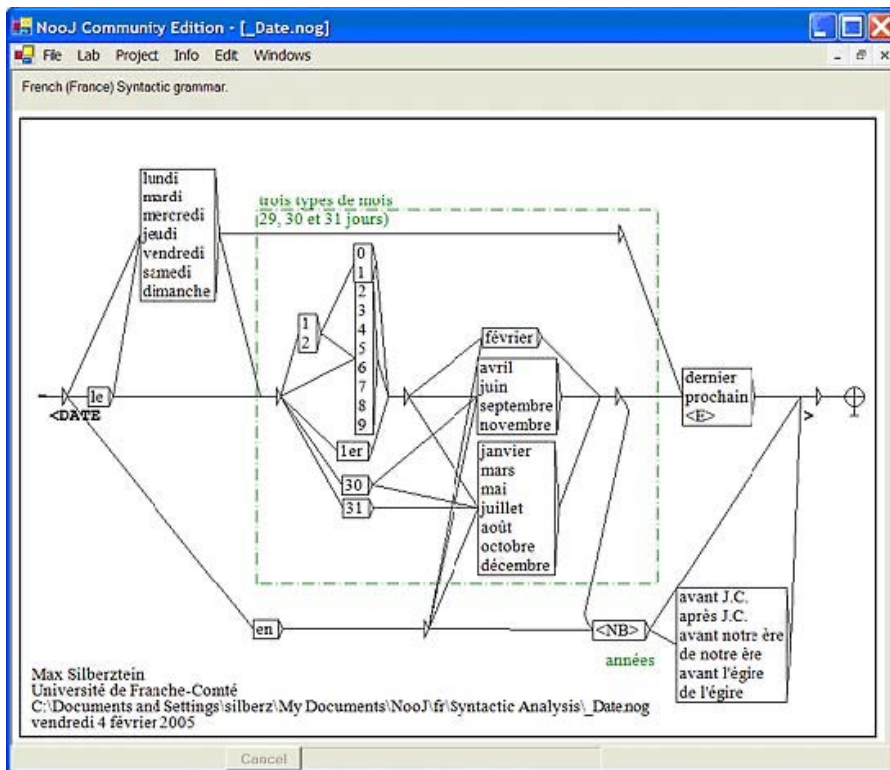 NooJ Community Edition - [_Date.nog]
File Lab Project Info Edit Windows
French (France) Syntactic grammar.
lundi
mardi
mercredi
jeudi
vendredi
samedi
dimanche
trois types de mois
29, 30 et 31 jours)
0
1
2
3
4
5
6
7
8
9
1
2
le
<DATE
1er
30
31
février
avril
juin
septembre
novembre
janvier
mars
mai
juillet
août
octobre
décembre
dernier
prochain
<E>
>
en
<NB>
années
avant J.C.
après J.C.
avant notre ère
de notre ère
avant l'égire
de l'égire
Max Silberztein
Université de Franche-Comté
C:\Documents and Settings\silberz\My Documents\NooJ\fr\Syntactic Analysis\_Date.nog
vendredi 4 février 2005
Cancel